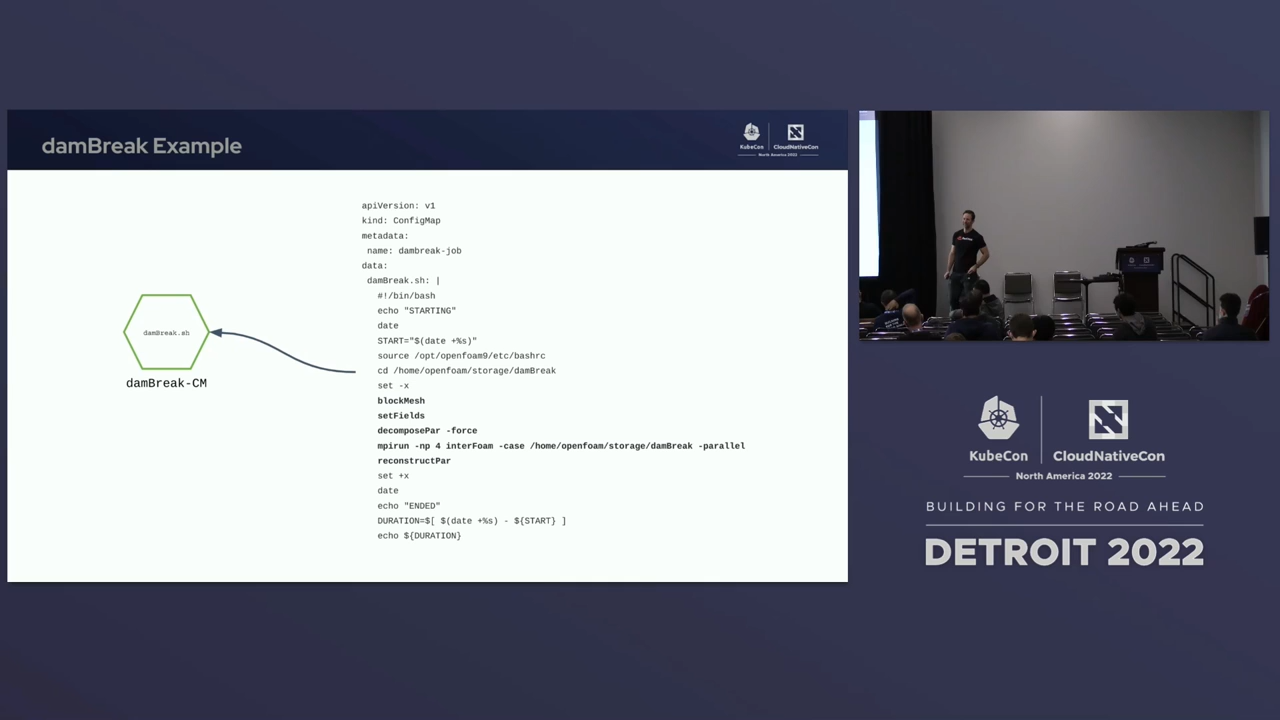 damBreak Example
KubeCon
CloudNativeCon
North America 2022
apiVersion: v1
kind: ConfigMap
metadata:
name: dambreak-job
data:
damBreak.sh: |
#!/bin/bash
echo "STARTING"
date
START="$(date +%s)"
source /opt/openfoam9/etc/bashrc
cd /home/openfoam/storage/damBreak
set -x
blockMesh
setFields
decomposePar -force
mpirun -np 4 interFoam -case /home/openfoam/storage/damBreak -parallel
reconstructPar
set +x
date
echo "ENDED"
DURATION=$[ $(date +%s) - ${START} ]
echo ${DURATION}
damBreak.sh
damBreak-CM
KubeCon
CloudNativeCon
North America 2022
BUILDING FOR THE ROAD AHEAD
DETROIT 2022